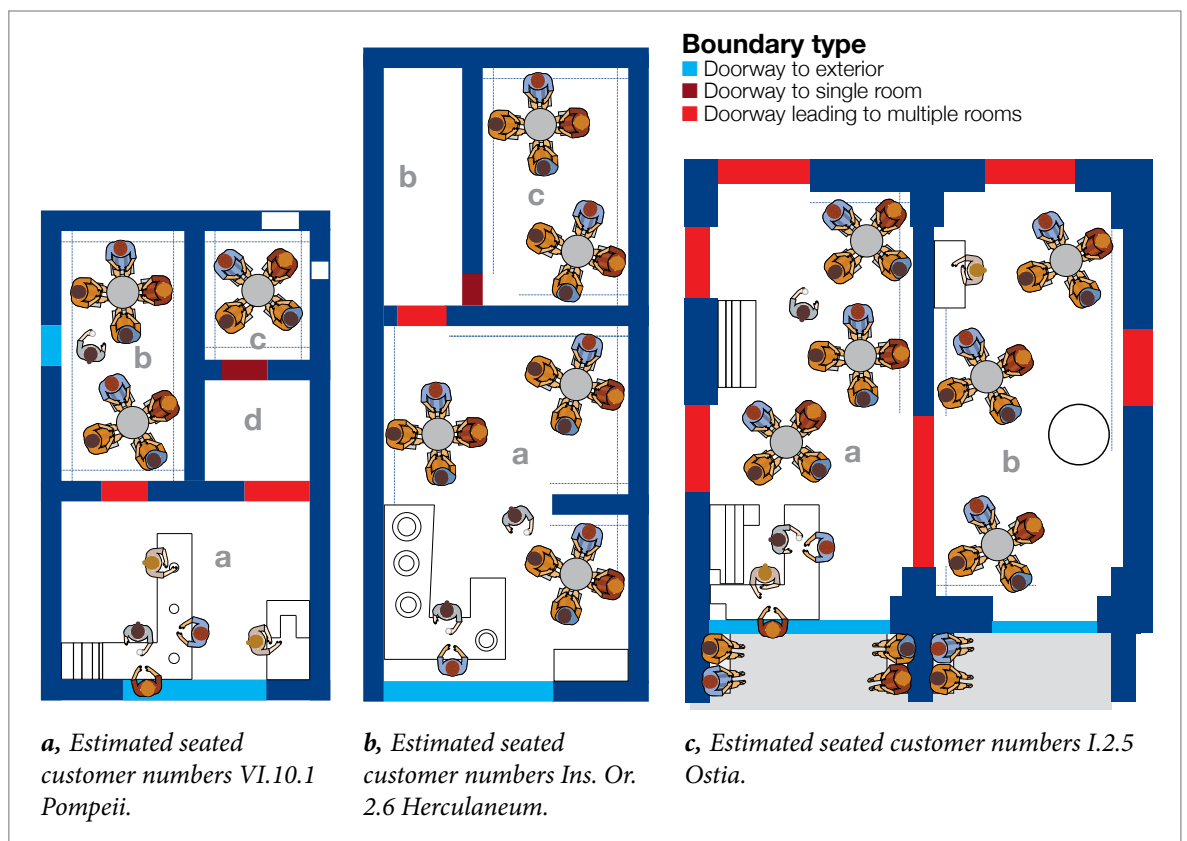 Boundary type
Doorway to exterior
Doorway to single room
Doorway leading to multiple rooms
b
c
d
a
b
c
a
a
b
a, Estimated seated
customer numbers VI.10.1
Pompeii.
b, Estimated seated
customer numbers Ins. Or.
2.6 Herculaneum.
c, Estimated seated customer numbers I.2.5
Ostia.